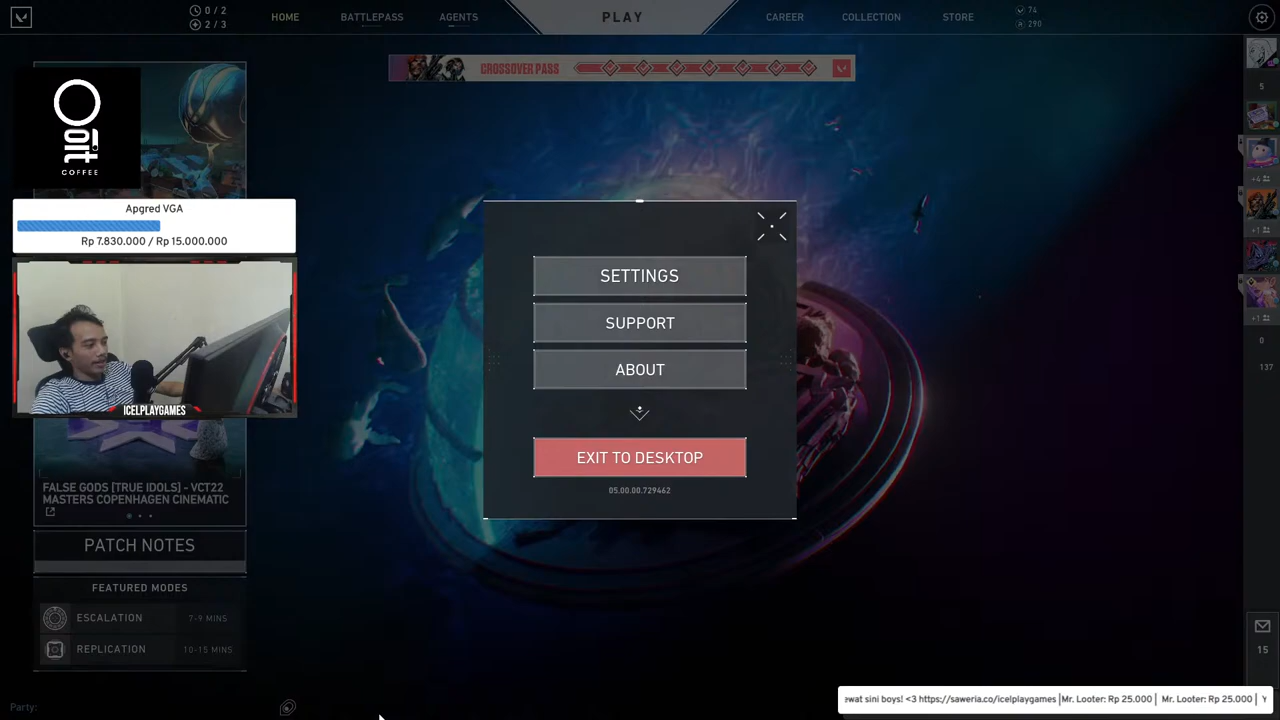 0 / 2
2 / 3
HOME
BATTLEPASS
AGENTS
PLAY
CAREER
COLLECTION
STORE
74
290
CROSSOVER PASS
5
+4
+1
+1
0
137
15
COFFEE
Apgred VGA
Rp 7.830.000 / Rp 15.000.000
ICELPLAYGAMES
SETTINGS
SUPPORT
ABOUT
EXIT TO DESKTOP
05.00.00.729462
FALSE GODS [TRUE IDOLS] - VCT22
MASTERS COPENHAGEN CINEMATIC
PATCH NOTES
FEATURED MODES
ESCALATION 7-9 MINS
REPLICATION 10-15 MINS
Party:
ewat sini boys! <3 https://saweria.co/icelplaygames |Mr. Looter: Rp 25.000 | Mr. Looter: Rp 25.000 | Y